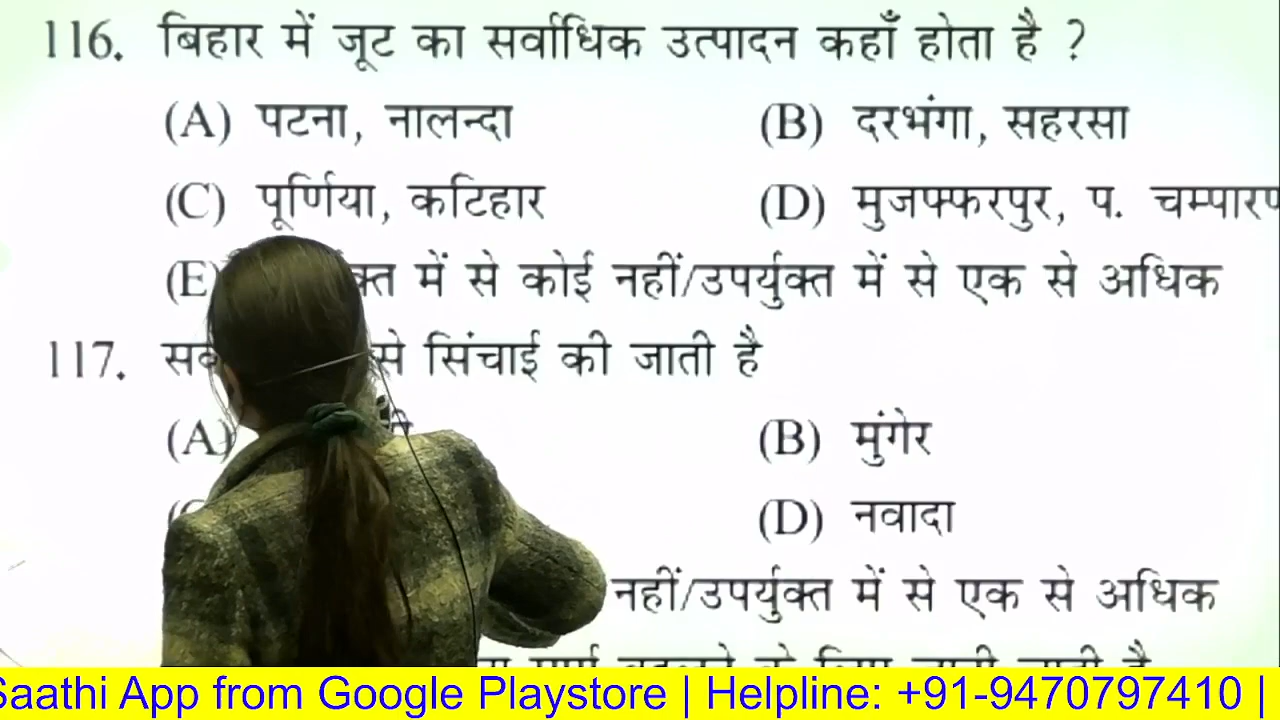 116. बिहार में जूट का सर्वाधिक उत्पादन कहाँ होता है ?
(A) पटना, नालन्दा (B) दरभंगा, सहरसा
(C) पूर्णिया, कटिहार (D) मुजफ्फरपुर, प. चम्पारण
(E) में से कोई नहीं/उपर्युक्त में से एक से अधिक
117. से सिंचाई की जाती है
(A) (B) मुंगेर
(D) नवादा
नहीं/उपर्युक्त में से एक से अधिक
Saathi App from Google Playstore | Helpline: +91-9470797410 |